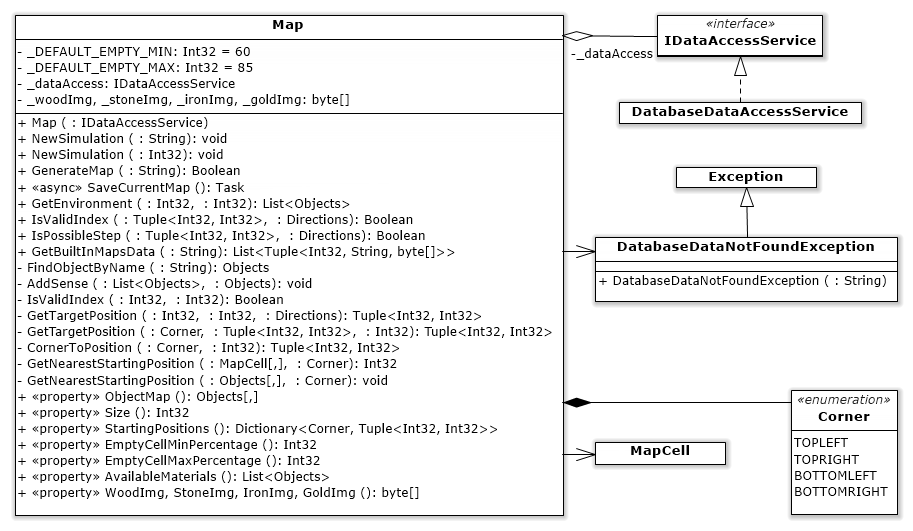 Map
- _DEFAULT_EMPTY_MIN: Int32 = 60
- _DEFAULT_EMPTY_MAX: Int32 = 85
- _dataAccess: IDataAccessService
- _woodImg, _stoneImg, _ironImg, _goldImg: byte[]
+ Map ( : IDataAccessService)
+ NewSimulation ( : String): void
+ NewSimulation ( : Int32): void
+ GenerateMap ( : String): Boolean
+ «async» SaveCurrentMap (): Task
+ GetEnvironment ( : Int32, : Int32): List<Objects>
+ IsValidIndex ( : Tuple<Int32, Int32>, : Directions): Boolean
+ IsPossibleStep ( : Tuple<Int32, Int32>, : Directions): Boolean
+ GetBuiltInMapsData ( : String): List<Tuple<Int32, String, byte[]>>
- FindObjectByName ( : String): Objects
- AddSense ( : List<Objects>, : Objects): void
- IsValidIndex ( : Int32, : Int32): Boolean
- GetTargetPosition ( : Int32, : Int32, : Directions): Tuple<Int32, Int32>
- GetTargetPosition ( : Corner, : Tuple<Int32, Int32>, : Int32): Tuple<Int32, Int32>
- CornerToPosition ( : Corner, : Int32): Tuple<Int32, Int32>
- GetNearestStartingPosition ( : MapCell[,], : Corner): Int32
- GetNearestStartingPosition ( : Objects[,], : Corner): void
+ «property» ObjectMap (): Objects[,]
+ «property» Size (): Int32
+ «property» StartingPositions (): Dictionary<Corner, Tuple<Int32, Int32>>
+ «property» EmptyCellMinPercentage (): Int32
+ «property» EmptyCellMaxPercentage (): Int32
+ «property» AvailableMaterials (): List<Objects>
+ «property» WoodImg, StoneImg, IronImg, GoldImg (): byte[]
-_dataAccess
«interface»
IDataAccessService
DatabaseDataAccessService
Exception
DatabaseDataNotFoundException
+ DatabaseDataNotFoundException ( : String)
«enumeration»
Corner
TOPLEFT
TOPRIGHT
BOTTOMLEFT
BOTTOMRIGHT
MapCell